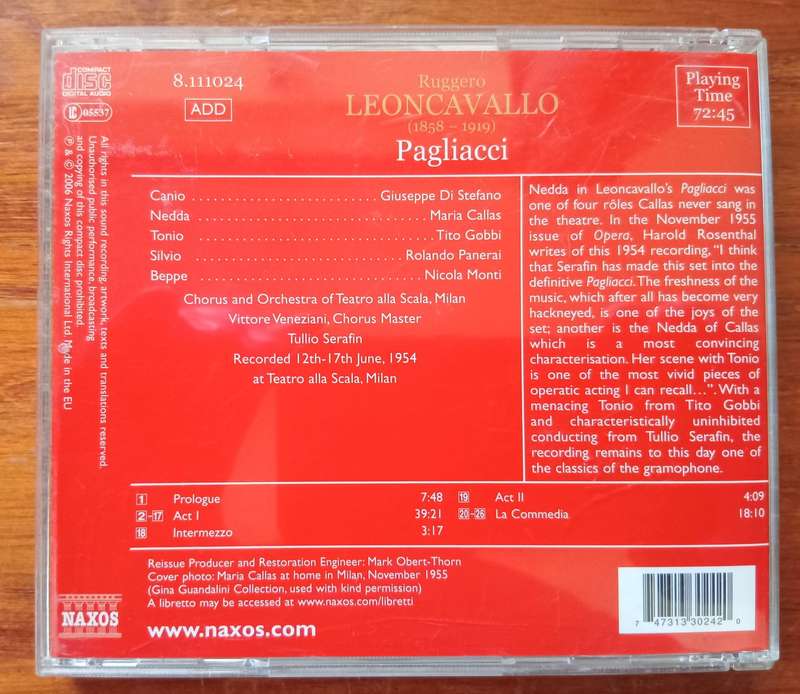 COMPACT
disc
DIGITAL AUDIO
LC 05537
8.111024
ADD
Ruggero
LEONCAVALLO
(1858 – 1919)
Pagliacci
Playing
Time
72:45
All rights in this sound recording, artwork, texts and translations reserved.
Unauthorised public performance, broadcasting
and copying of this compact disc prohibited.
℗ & © 2006 Naxos Rights International Ltd. Made in the EU
Canio . . . . . . . . . . . . . . . . . . . . . . . Giuseppe Di Stefano
Nedda . . . . . . . . . . . . . . . . . . . . . . . . . . . . . Maria Callas
Tonio . . . . . . . . . . . . . . . . . . . . . . . . . . . . . . Tito Gobbi
Silvio . . . . . . . . . . . . . . . . . . . . . . . . . . Rolando Panerai
Beppe . . . . . . . . . . . . . . . . . . . . . . . . . . . . Nicola Monti
Chorus and Orchestra of Teatro alla Scala, Milan
Vittore Veneziani, Chorus Master
Tullio Serafin
Recorded 12th-17th June, 1954
at Teatro alla Scala, Milan
Nedda in Leoncavallo's Pagliacci was
one of four rôles Callas never sang in
the theatre. In the November 1955
issue of Opera, Harold Rosenthal
writes of this 1954 recording, "I think
that Serafin has made this set into the
definitive Pagliacci. The freshness of the
music, which after all has become very
hackneyed, is one of the joys of the
set; another is the Nedda of Callas
which is a most convincing
characterisation. Her scene with Tonio
is one of the most vivid pieces of
operatic acting I can recall…". With a
menacing Tonio from Tito Gobbi
and characteristically uninhibited
conducting from Tullio Serafin, the
recording remains to this day one of
the classics of the gramophone.
1 Prologue 7:48
2-17 Act I 39:21
18 Intermezzo 3:17
19 Act II 4:09
20-26 La Commedia 18:10
Reissue Producer and Restoration Engineer: Mark Obert-Thorn
Cover photo: Maria Callas at home in Milan, November 1955
(Gina Guandalini Collection, used with kind permission)
A libretto may be accessed at www.naxos.com/libretti
NAXOS
www.naxos.com
7 47313 30242 0